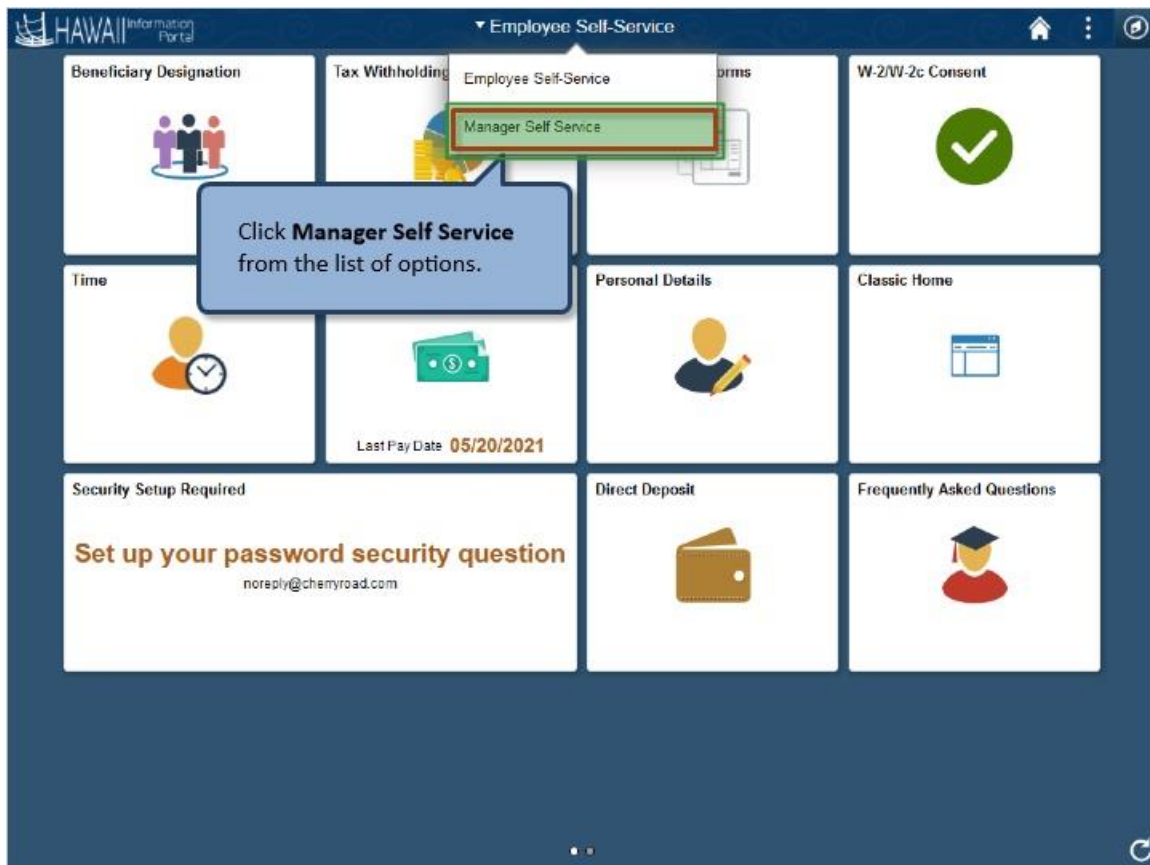 HAWAII Information Portal
Employee Self-Service
Employee Self-Service
Manager Self Service
Beneficiary Designation
Tax Withholding
W-2/W-2c Consent
Click Manager Self Service
from the list of options.
Time
Personal Details
Classic Home
Last Pay Date 05/20/2021
Security Setup Required
Set up your password security question
noreply@cherryroad.com
Direct Deposit
Frequently Asked Questions